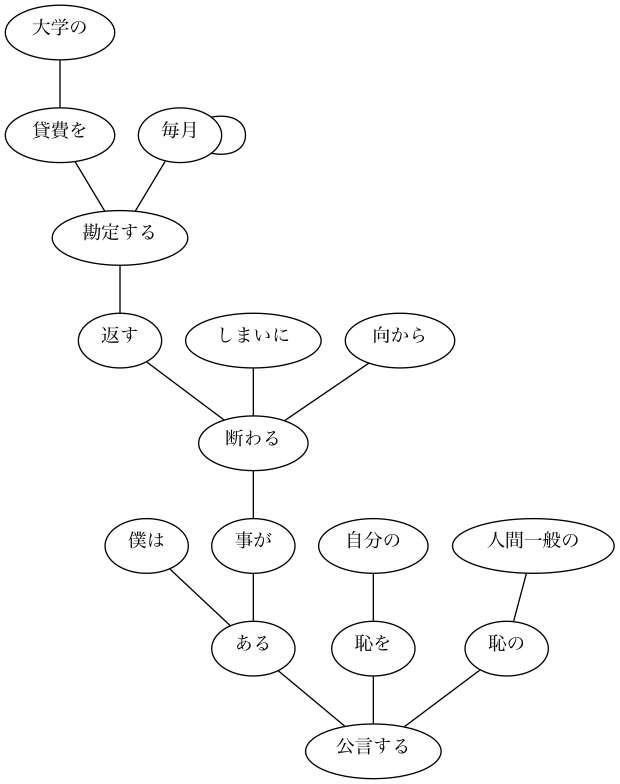 大学の
貸費を
毎月
勘定する
返す
しまいに
向から
断わる
僕は
事が
自分の
人間一般の
ある
恥を
恥の
公言する